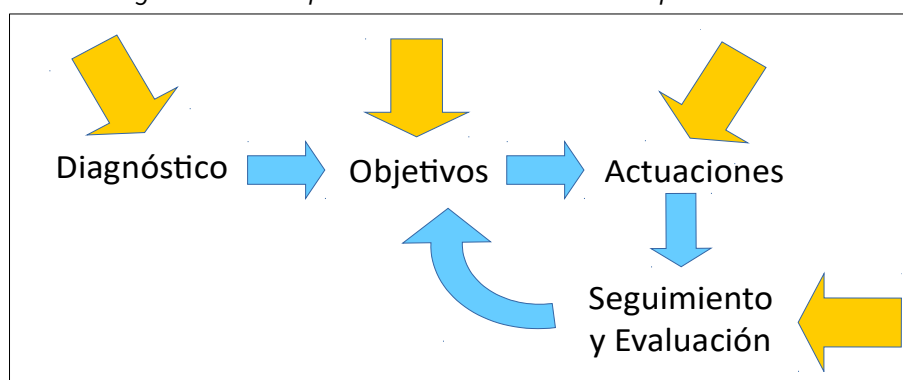 Diagnóstico
Objetivos
Actuaciones
Seguimiento
y Evaluación